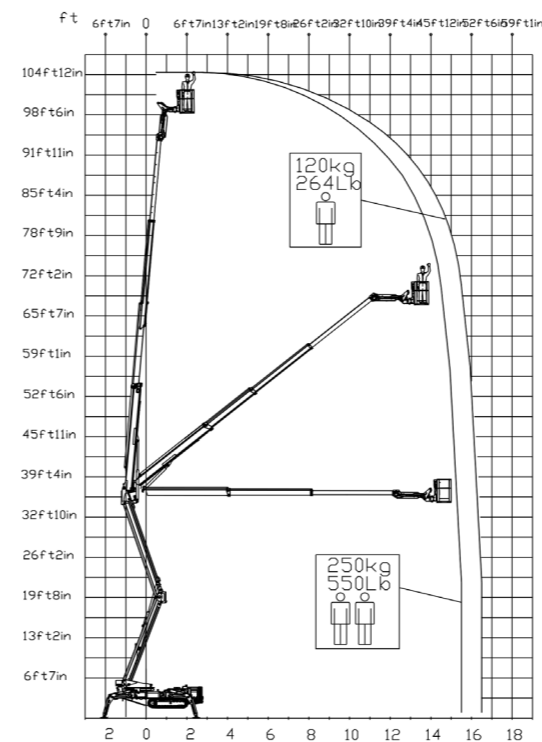 ft
6ft7in 0 6ft7in 13ft2in 19ft8in 26ft2in 32ft10in 39ft4in 45ft12in 52ft6in 59ft1in
104ft12in
98ft6in
91ft11in
85ft4in
78ft9in
72ft2in
65ft7in
59ft1in
52ft6in
45ft11in
39ft4in
32ft10in
26ft2in
19ft8in
13ft2in
6ft7in
120kg
264Lb
250kg
550Lb
2 0 2 4 6 8 10 12 14 16 18